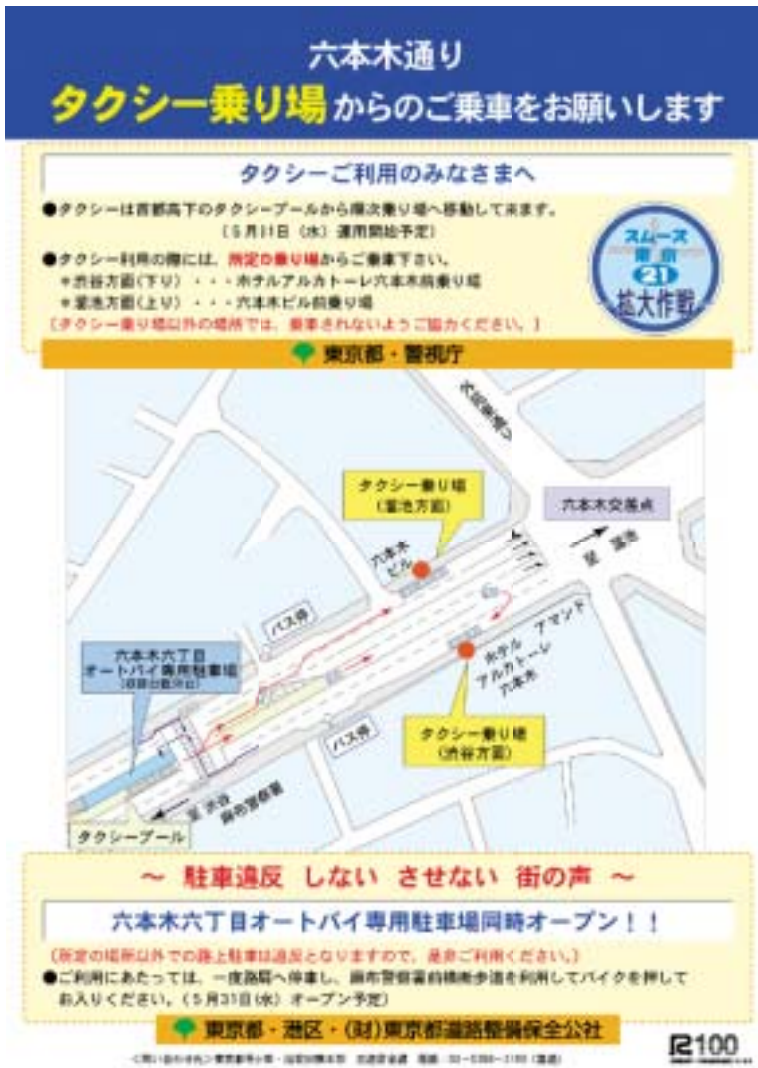 六本木通り
タクシー乗り場からのご乗車をお願いします
タクシーご利用のみなさまへ
●タクシーは首都高下のタクシープールから順次乗り場へ移動して来ます。
(5月31日(水)運用開始予定)
●タクシー利用の際には、所定の乗り場からご乗車下さい。
*渋谷方面(下り)・・・ホテルアルカトーレ六本木前乗り場
*溜池方面(上り)・・・六本木ビル前乗り場
(タクシー乗り場以外の場所では、乗車されないようご協力ください。)
スムース
東京
21
拡大作戦
東京都・警視庁
タクシー乗り場
(溜池方面)
六本木交差点
至 溜池
六本木
ビル
バス停
六本木六丁目
オートバイ専用駐車場
ホテル アマンド
アルカトーレ
六本木
バス停
タクシー乗り場
(渋谷方面)
至 渋谷
麻布警察署
タクシープール
~ 駐車違反 しない させない 街の声 ~
六本木六丁目オートバイ専用駐車場同時オープン!!
(所定の場所以外での路上駐車は違反となりますので、是非ご利用ください。)
●ご利用にあたっては、一度路肩へ停車し、麻布警察署前横断歩道を利用してバイクを押して
お入りください。(5月31日(水)オープン予定)
東京都・港区・(財)東京都道路整備保全公社
R100